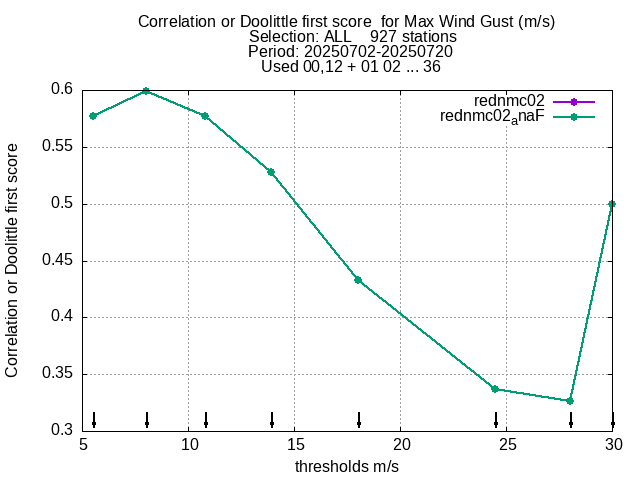 Correlation or Doolittle first score  for Max Wind Gust (m/s)
Selection: ALL    927 stations
Period: 20250702-20250720
Used 00,12 + 01 02 ... 36
rednmc02
rednmc02_anaF
Correlation or Doolittle first score
0.6
0.55
0.5
0.45
0.4
0.35
0.3
5 10 15 20 25 30
thresholds m/s